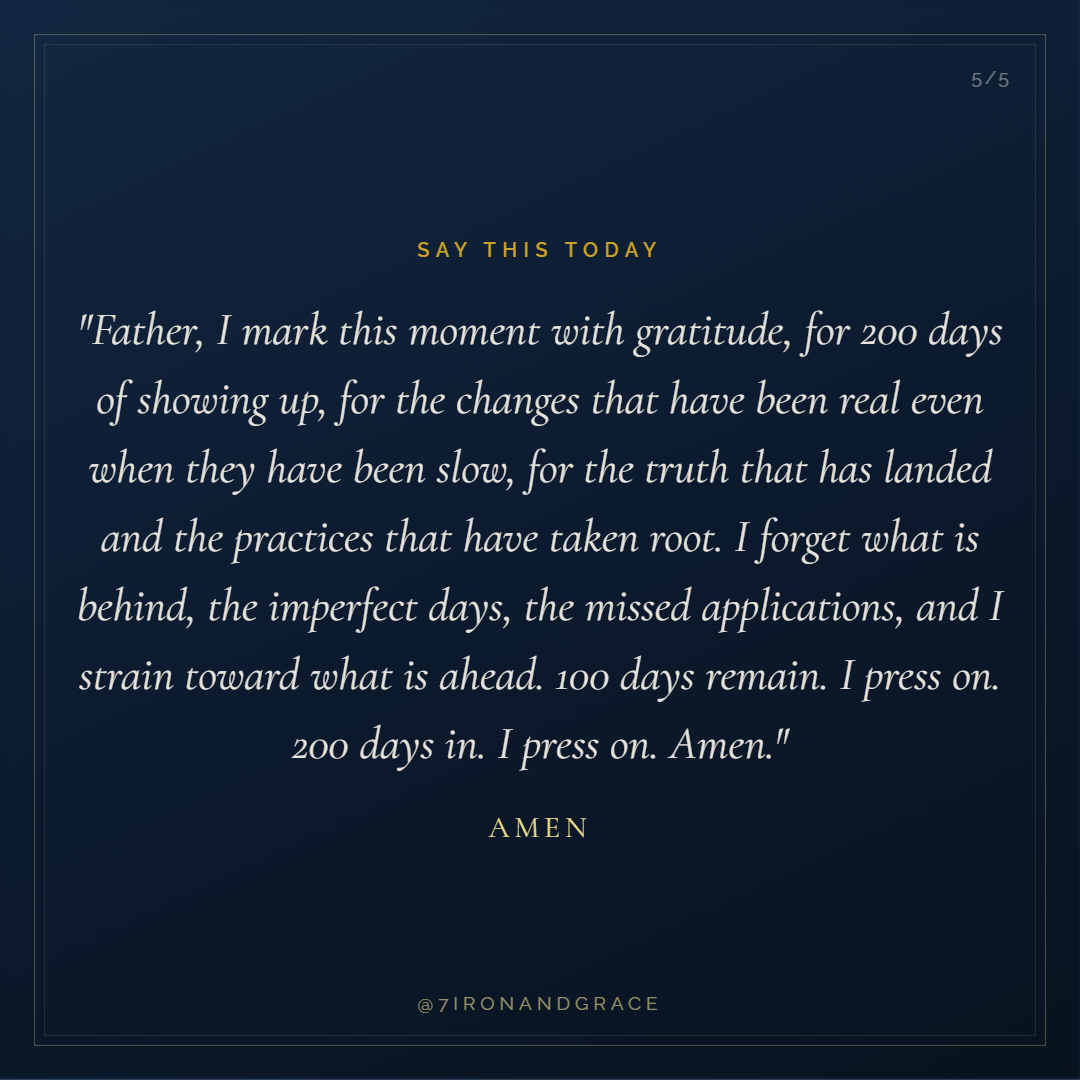 5/5
SAY THIS TODAY
"Father, I mark this moment with gratitude, for 200 days
of showing up, for the changes that have been real even
when they have been slow, for the truth that has landed
and the practices that have taken root. I forget what is
behind, the imperfect days, the missed applications, and I
strain toward what is ahead. 100 days remain. I press on.
200 days in. I press on. Amen."
AMEN
@7IRONANDGRACE